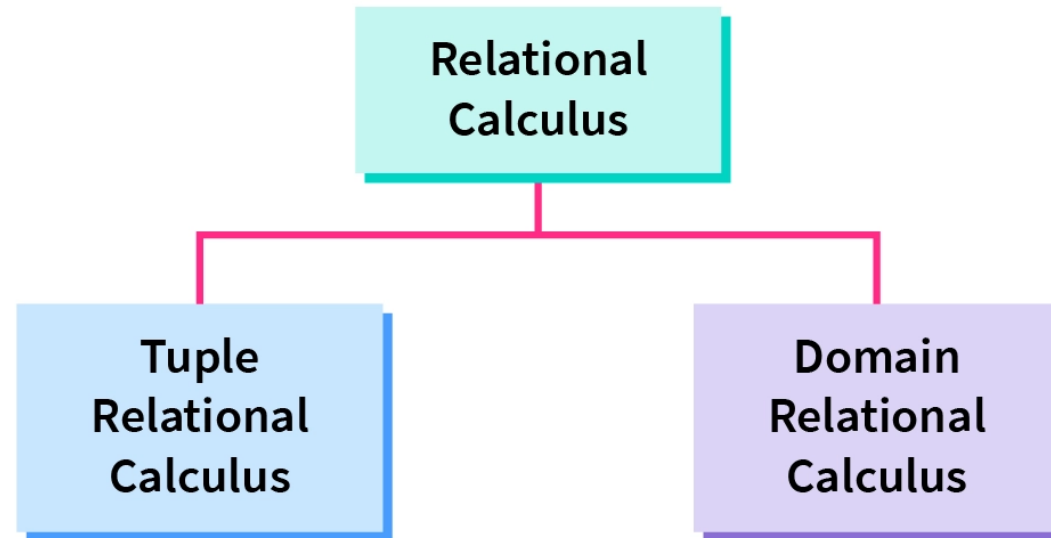 Relational
Calculus
Tuple
Relational
Calculus
Domain
Relational
Calculus